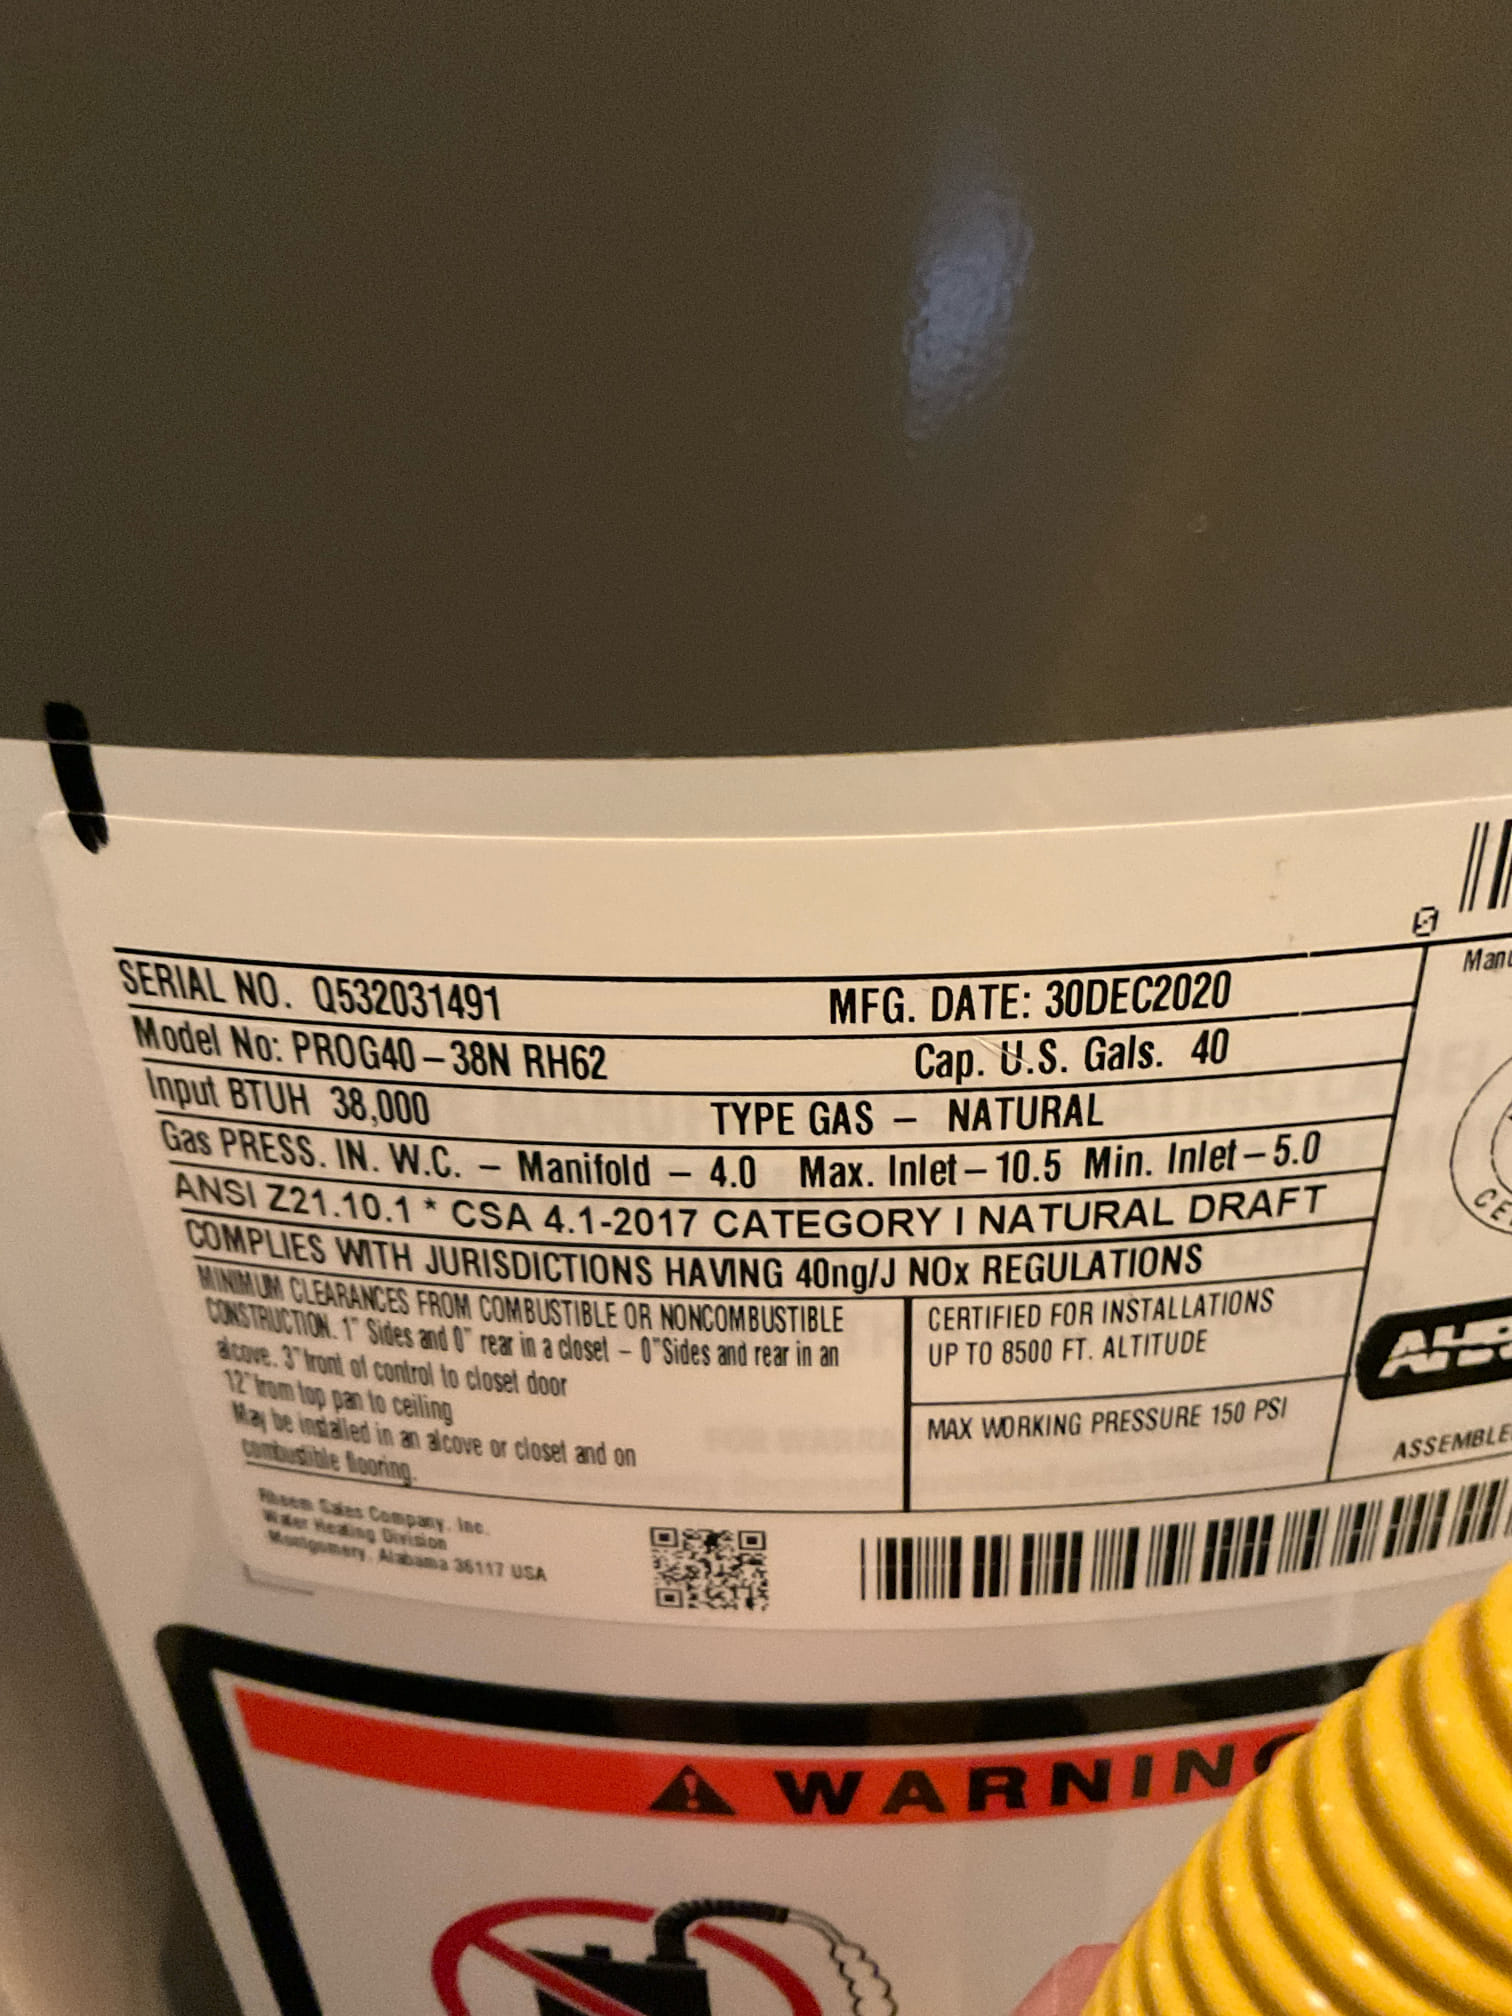 SERIAL NO. Q532031491 MFG. DATE: 30DEC2020
Model No: PROG40-38N RH62 Cap. U.S. Gals. 40
Input BTUH 38,000 TYPE GAS - NATURAL
Gas PRESS. IN. W.C. - Manifold - 4.0 Max. Inlet-10.5 Min. Inlet-5.0
ANSI Z21.10.1 * CSA 4.1-2017 CATEGORY I NATURAL DRAFT
COMPLIES WITH JURISDICTIONS HAVING 40ng/J NOx REGULATIONS
MINIMUM CLEARANCES FROM COMBUSTIBLE OR NONCOMBUSTIBLE
CONSTRUCTION. 1" Sides and 0" rear in a closet - 0"Sides and rear in an
alcove. 3" front of control to closet door
12" from top pan to ceiling
May be installed in an alcove or closet and on
combustible flooring.
CERTIFIED FOR INSTALLATIONS
UP TO 8500 FT. ALTITUDE
MAX WORKING PRESSURE 150 PSI
Rheem Sales Company, Inc.
Water Heating Division
Montgomery, Alabama 36117 USA
Manu
CE
AHR
ASSEMBLE
WARNING